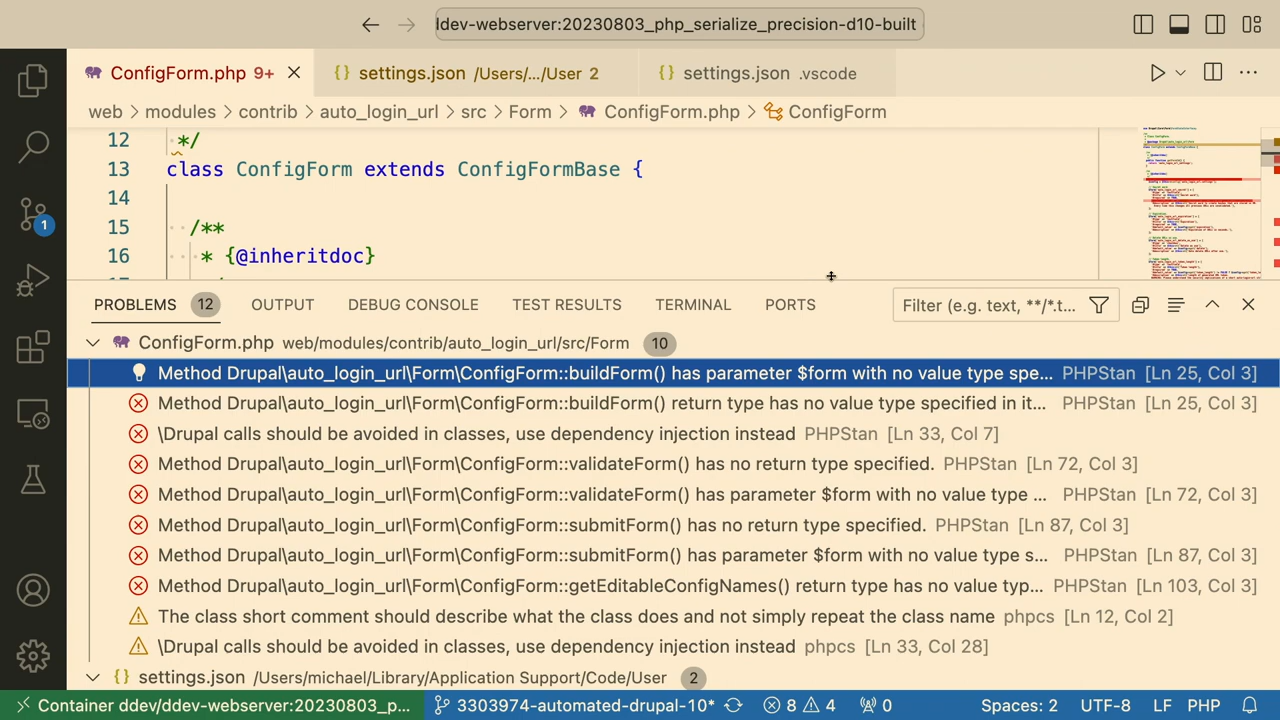 ddev-webserver:20230803_php_serialize_precision-d10-built
ConfigForm.php 9+
settings.json /Users/.../User 2
settings.json .vscode
web > modules > contrib > auto_login_url > src > Form > ConfigForm.php > ConfigForm
12 */
13 class ConfigForm extends ConfigFormBase {
14
15 /**
16 * {@inheritdoc}
PROBLEMS 12 OUTPUT DEBUG CONSOLE TEST RESULTS TERMINAL PORTS Filter (e.g. text, **/*.t...
ConfigForm.php web/modules/contrib/auto_login_url/src/Form 10
Method Drupal\auto_login_url\Form\ConfigForm::buildForm() has parameter $form with no value type spe... PHPStan [Ln 25, Col 3]
Method Drupal\auto_login_url\Form\ConfigForm::buildForm() return type has no value type specified in it... PHPStan [Ln 25, Col 3]
\Drupal calls should be avoided in classes, use dependency injection instead PHPStan [Ln 33, Col 7]
Method Drupal\auto_login_url\Form\ConfigForm::validateForm() has no return type specified. PHPStan [Ln 72, Col 3]
Method Drupal\auto_login_url\Form\ConfigForm::validateForm() has parameter $form with no value type ... PHPStan [Ln 72, Col 3]
Method Drupal\auto_login_url\Form\ConfigForm::submitForm() has no return type specified. PHPStan [Ln 87, Col 3]
Method Drupal\auto_login_url\Form\ConfigForm::submitForm() has parameter $form with no value type s... PHPStan [Ln 87, Col 3]
Method Drupal\auto_login_url\Form\ConfigForm::getEditableConfigNames() return type has no value typ... PHPStan [Ln 103, Col 3]
The class short comment should describe what the class does and not simply repeat the class name phpcs [Ln 12, Col 2]
\Drupal calls should be avoided in classes, use dependency injection instead phpcs [Ln 33, Col 28]
settings.json /Users/michael/Library/Application Support/Code/User 2
1
Container ddev/ddev-webserver:20230803_p... 3303974-automated-drupal-10* 8 4 0 Spaces: 2 UTF-8 LF PHP